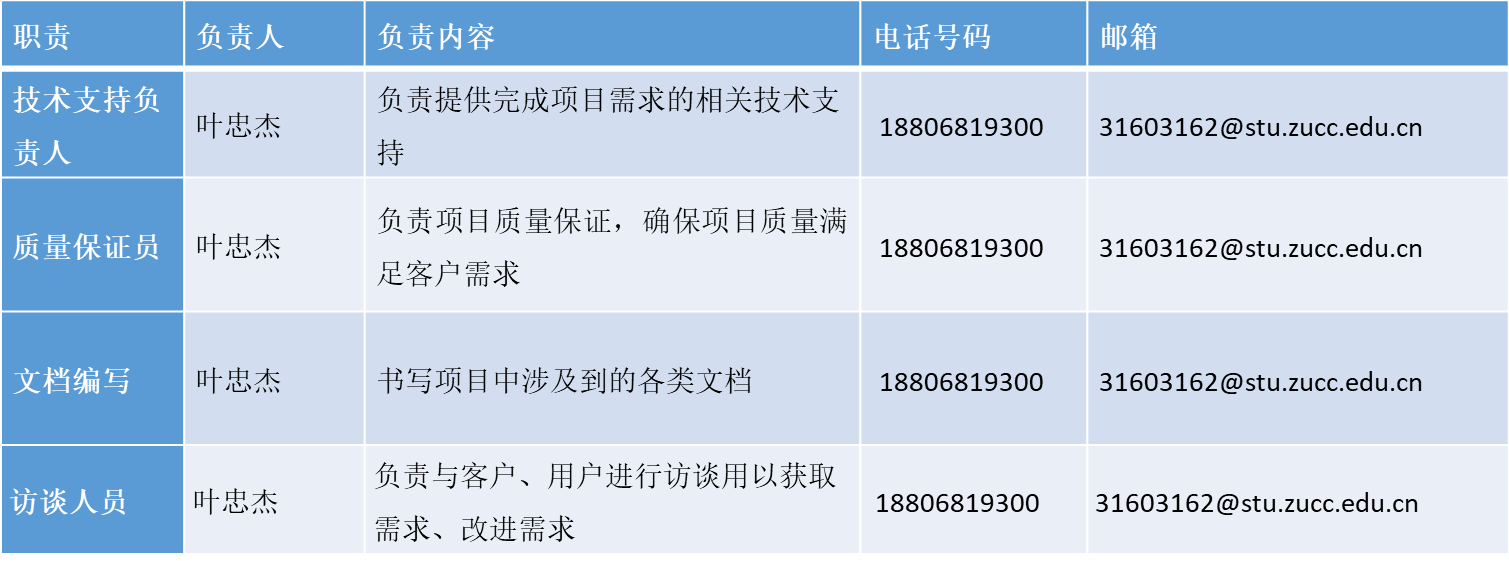 职责 负责人 负责内容 电话号码 邮箱
技术支持负
责人
叶忠杰
负责提供完成项目需求的相关技术支
持
18806819300
31603162@stu.zucc.edu.cn
质量保证员
叶忠杰
负责项目质量保证，确保项目质量满
足客户需求
18806819300
31603162@stu.zucc.edu.cn
文档编写
叶忠杰
书写项目中涉及到的各类文档
18806819300
31603162@stu.zucc.edu.cn
访谈人员
叶忠杰
负责与客户、用户进行访谈用以获取
需求、改进需求
18806819300
31603162@stu.zucc.edu.cn